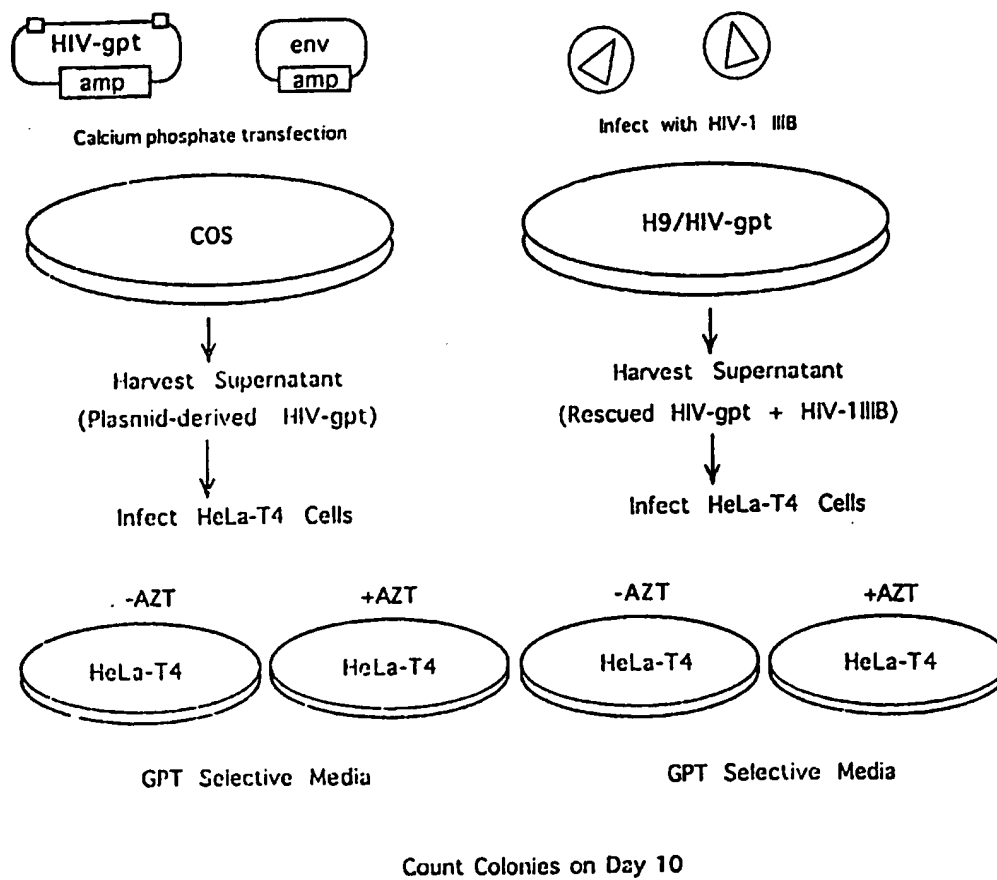 HIV-gpt
amp
env
amp
Calcium phosphate transfection
COS
Harvest Supernatant
(Plasmid-derived HIV-gpt)
Infect HeLa-T4 Cells
-AZT
+AZT
HeLa-T4
HeLa-T4
GPT Selective Media
Infect with HIV-1 IIIB
H9/HIV-gpt
Harvest Supernatant
(Rescued HIV-gpt + HIV-1IIIB)
Infect HeLa-T4 Cells
-AZT
+AZT
HeLa-T4
HeLa-T4
GPT Selective Media
Count Colonies on Day 10